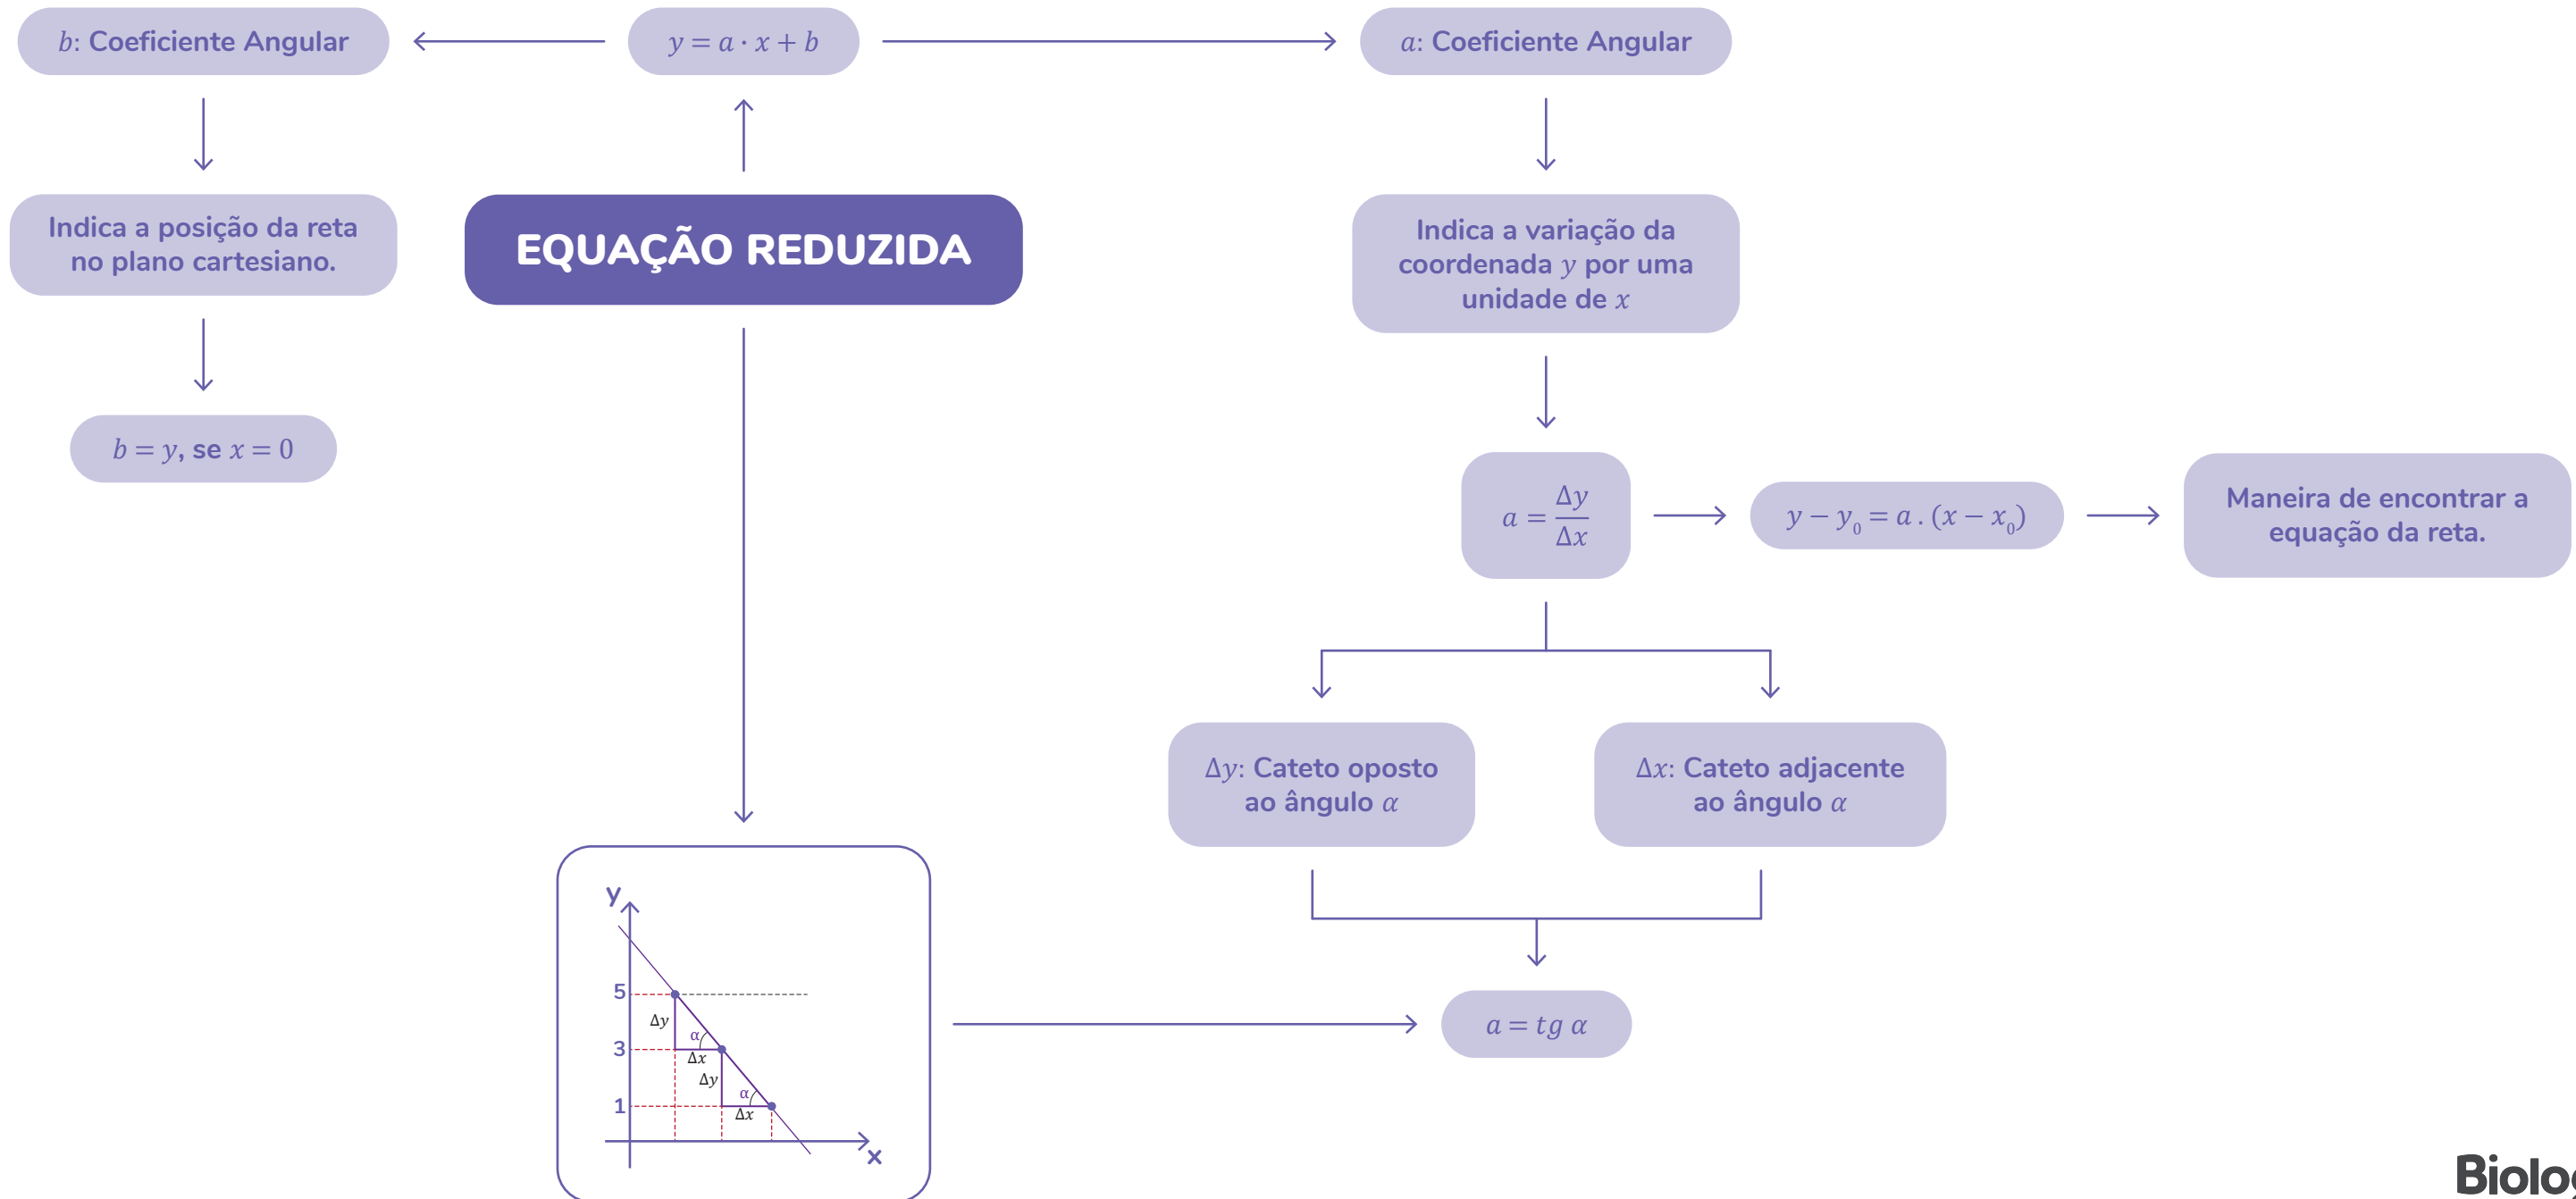 b: Coeficiente Angular
y = a · x + b
a: Coeficiente Angular
Indica a posição da reta
no plano cartesiano.
EQUAÇÃO REDUZIDA
Indica a variação da
coordenada y por uma
unidade de x
b = y, se x = 0
a = Δy/Δx
y − y₀ = a . (x − x₀)
Maneira de encontrar a
equação da reta.
Δy: Cateto oposto
ao ângulo α
Δx: Cateto adjacente
ao ângulo α
y
5
Δy
α
3
Δx
Δy
α
1
Δx
x
a = tg α